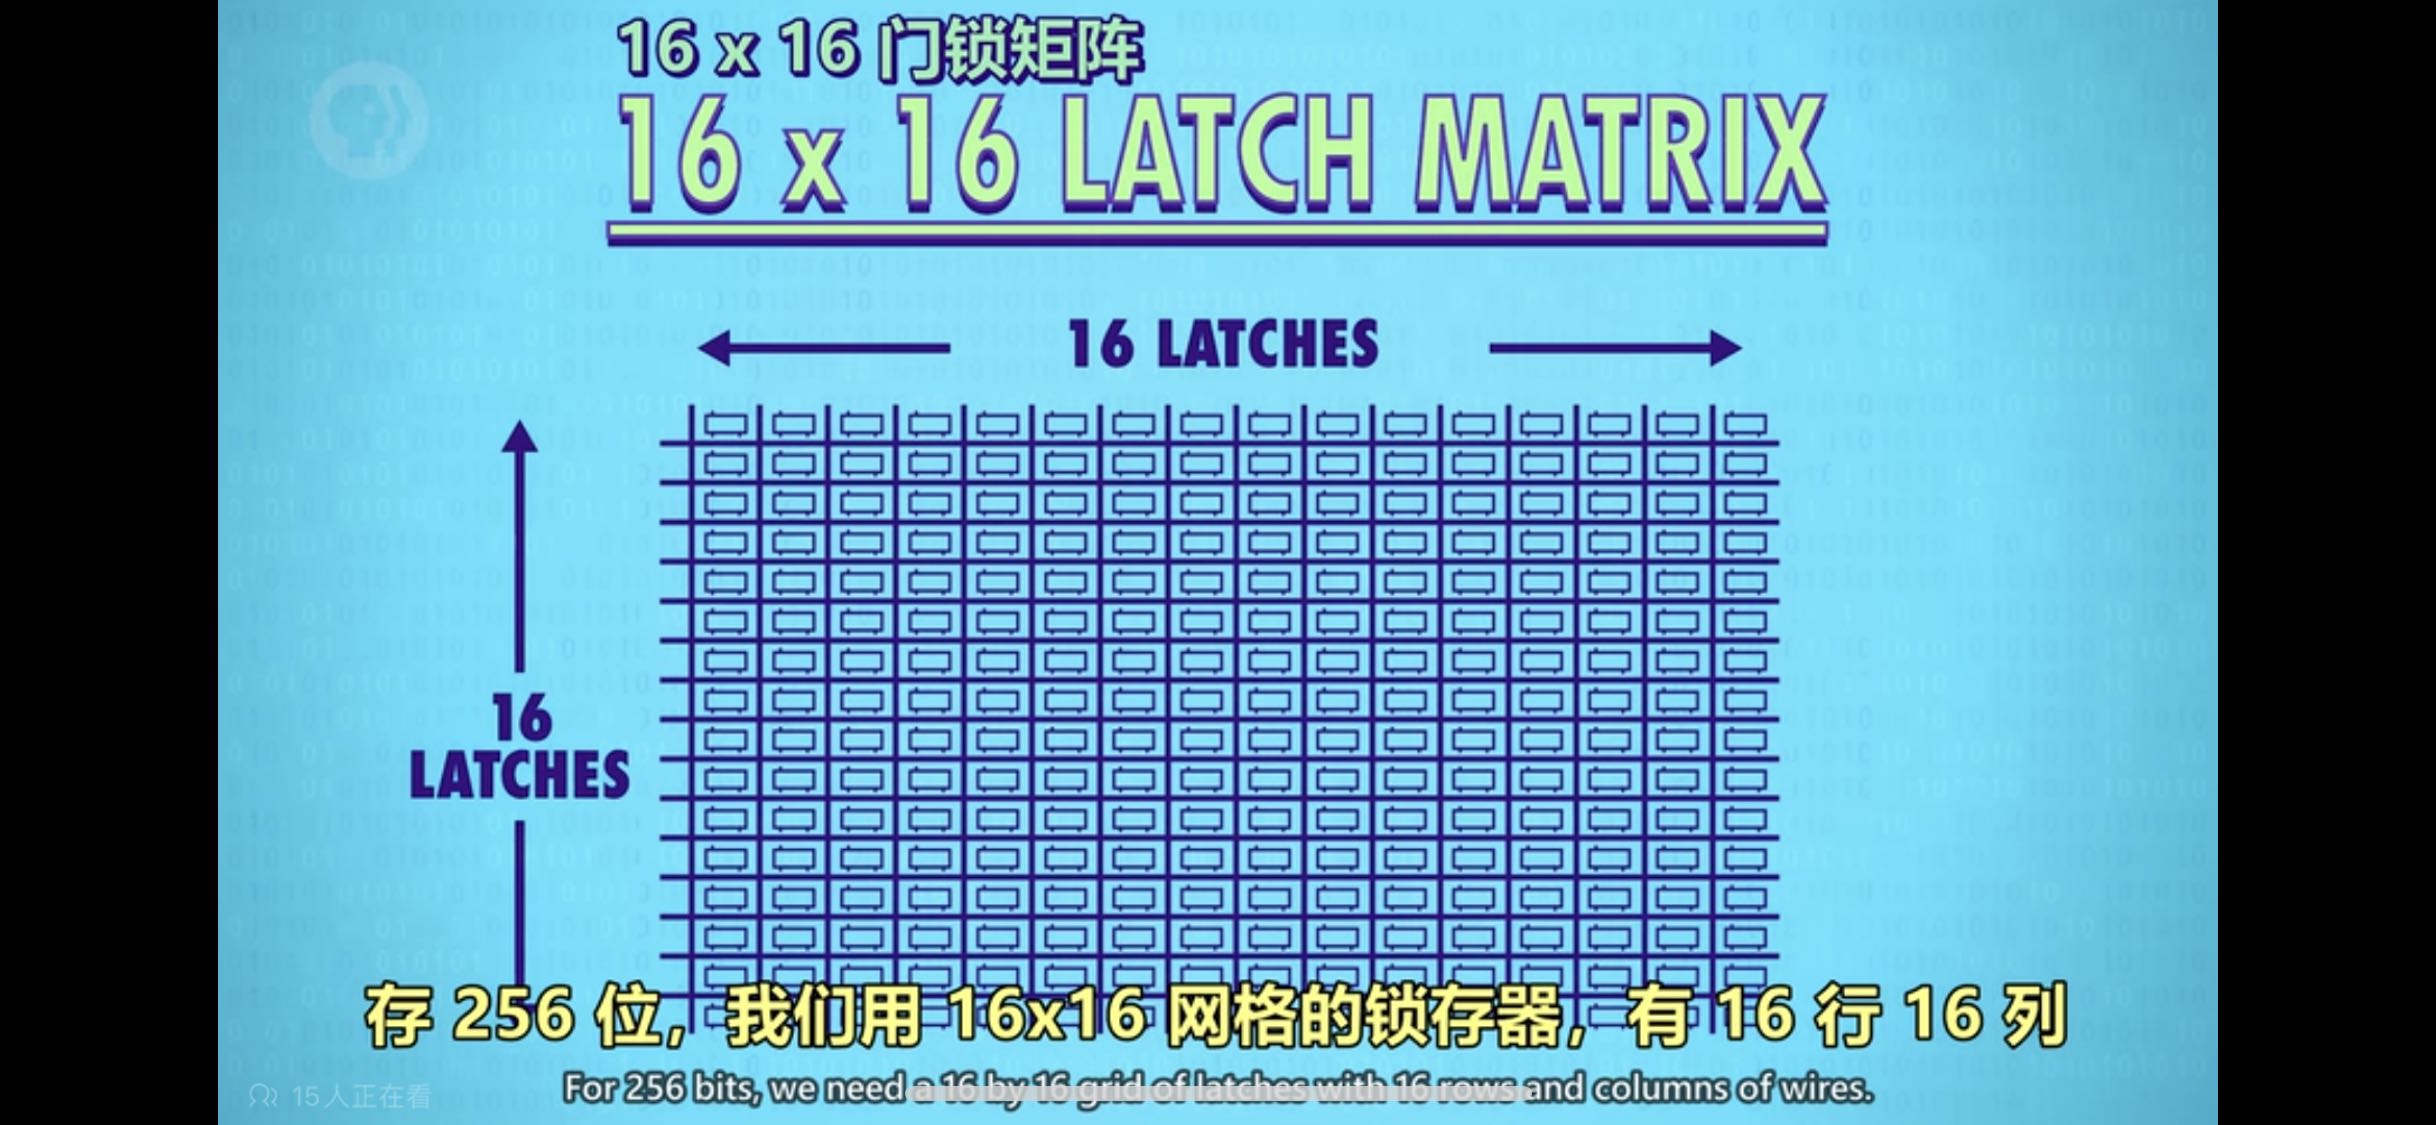 16 x 16 门锁矩阵
16 x 16 LATCH MATRIX
16 LATCHES
16
LATCHES
存 256 位，我们用 16x16 网格的锁存器，有 16 行 16 列
For 256 bits, we need a 16 by 16 grid of latches with 16 rows and columns of wires.
15人正在看